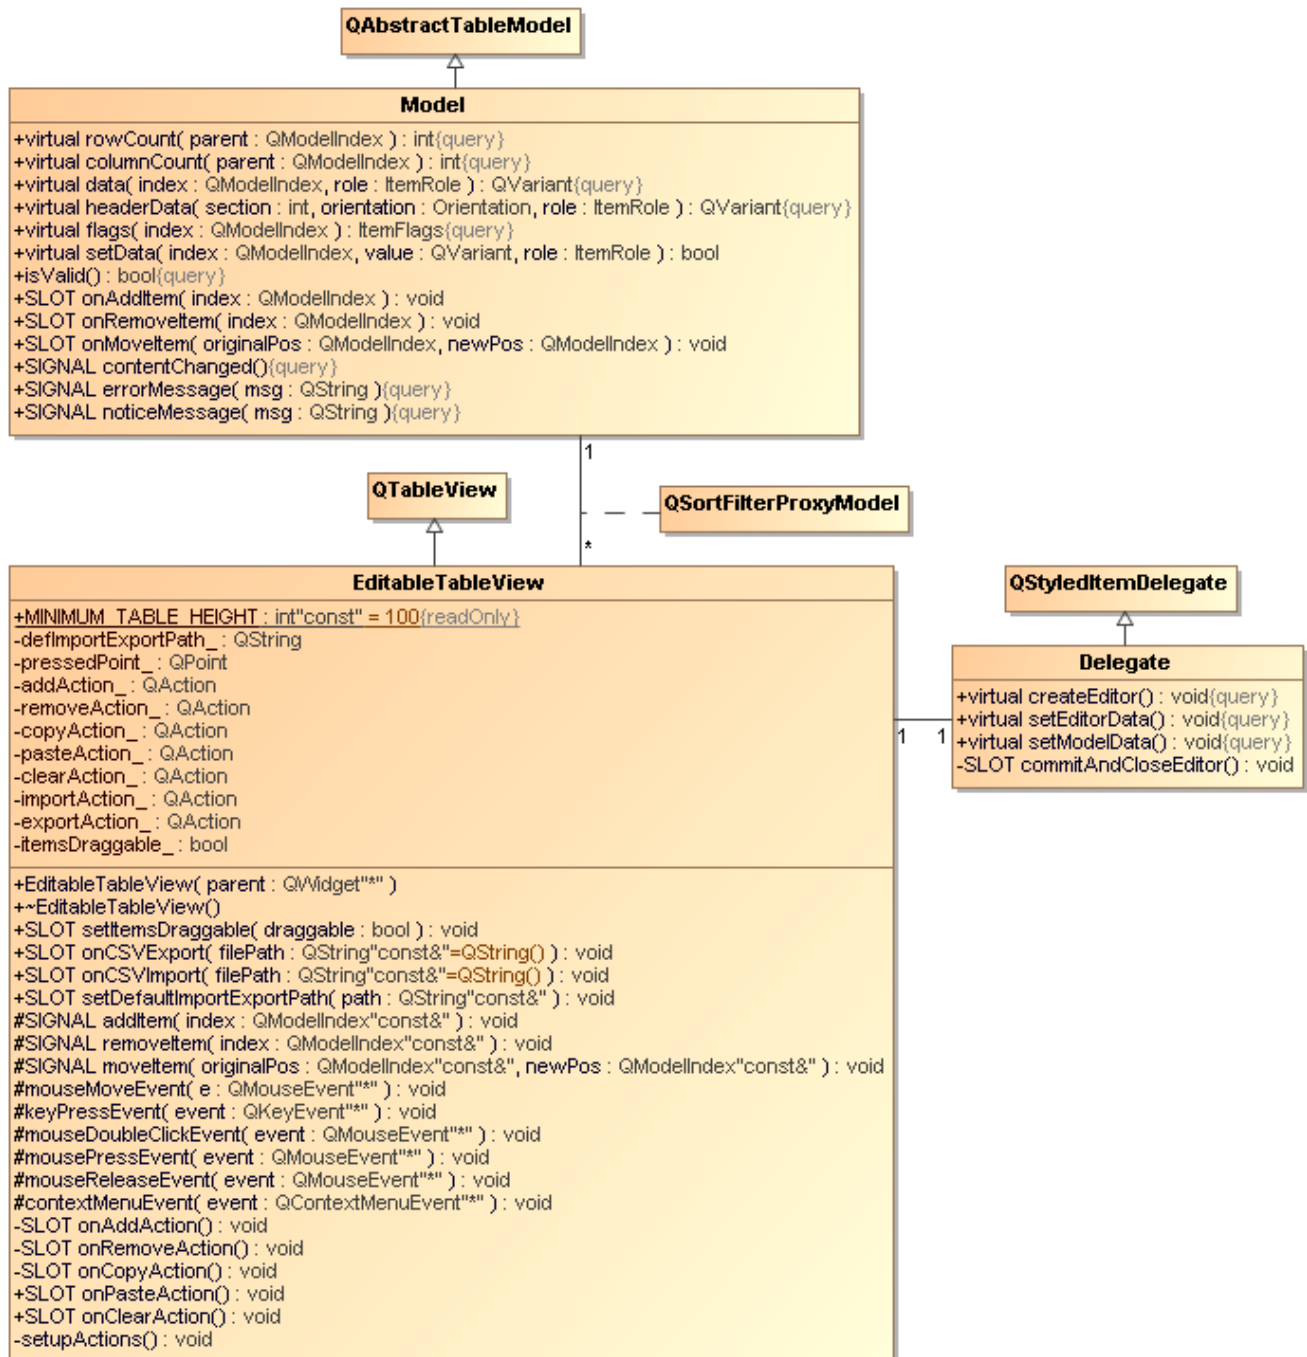 QAbstractTableModel
Model
+virtual rowCount( parent : QModelIndex ) : int{query}
+virtual columnCount( parent : QModelIndex ) : int{query}
+virtual data( index : QModelIndex, role : ItemRole ) : QVariant{query}
+virtual headerData( section : int, orientation : Orientation, role : ItemRole ) : QVariant{query}
+virtual flags( index : QModelIndex ) : ItemFlags{query}
+virtual setData( index : QModelIndex, value : QVariant, role : ItemRole ) : bool
+isValid() : bool{query}
+SLOT onAddItem( index : QModelIndex ) : void
+SLOT onRemoveItem( index : QModelIndex ) : void
+SLOT onMoveItem( originalPos : QModelIndex, newPos : QModelIndex ) : void
+SIGNAL contentChanged(){query}
+SIGNAL errorMessage( msg : QString ){query}
+SIGNAL noticeMessage( msg : QString ){query}
1
QTableView
QSortFilterProxyModel
*
EditableTableView
+MINIMUM_TABLE_HEIGHT : int"const" = 100{readOnly}
-defImportExportPath_ : QString
-pressedPoint_ : QPoint
-addAction_ : QAction
-removeAction_ : QAction
-copyAction_ : QAction
-pasteAction_ : QAction
-clearAction_ : QAction
-importAction_ : QAction
-exportAction_ : QAction
-itemsDraggable_ : bool
+EditableTableView( parent : QWidget"*" )
+~EditableTableView()
+SLOT setItemsDraggable( draggable : bool ) : void
+SLOT onCSVExport( filePath : QString"const&"=QString() ) : void
+SLOT onCSVImport( filePath : QString"const&"=QString() ) : void
+SLOT setDefaultImportExportPath( path : QString"const&" ) : void
#SIGNAL addItem( index : QModelIndex"const&" ) : void
#SIGNAL removeItem( index : QModelIndex"const&" ) : void
#SIGNAL moveItem( originalPos : QModelIndex"const&", newPos : QModelIndex"const&" ) : void
#mouseMoveEvent( e : QMouseEvent"*" ) : void
#keyPressEvent( event : QKeyEvent"*" ) : void
#mouseDoubleClickEvent( event : QMouseEvent"*" ) : void
#mousePressEvent( event : QMouseEvent"*" ) : void
#mouseReleaseEvent( event : QMouseEvent"*" ) : void
#contextMenuEvent( event : QContextMenuEvent"*" ) : void
-SLOT onAddAction() : void
-SLOT onRemoveAction() : void
-SLOT onCopyAction() : void
+SLOT onPasteAction() : void
+SLOT onClearAction() : void
-setupActions() : void
1
1
QStyledItemDelegate
Delegate
+virtual createEditor() : void{query}
+virtual setEditorData() : void{query}
+virtual setModelData() : void{query}
-SLOT commitAndCloseEditor() : void